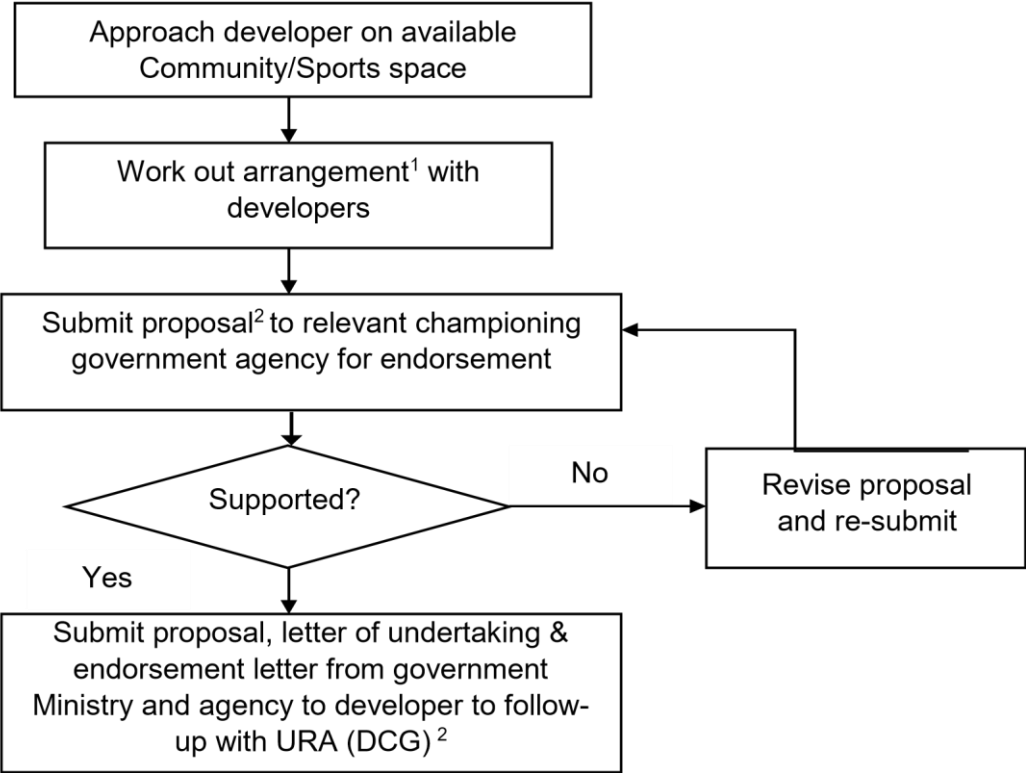 Approach developer on available
Community/Sports space
Work out arrangement¹ with
developers
Submit proposal² to relevant championing
government agency for endorsement
Supported?
No
Revise proposal
and re-submit
Yes
Submit proposal, letter of undertaking &
endorsement letter from government
Ministry and agency to developer to follow-
up with URA (DCG) ²